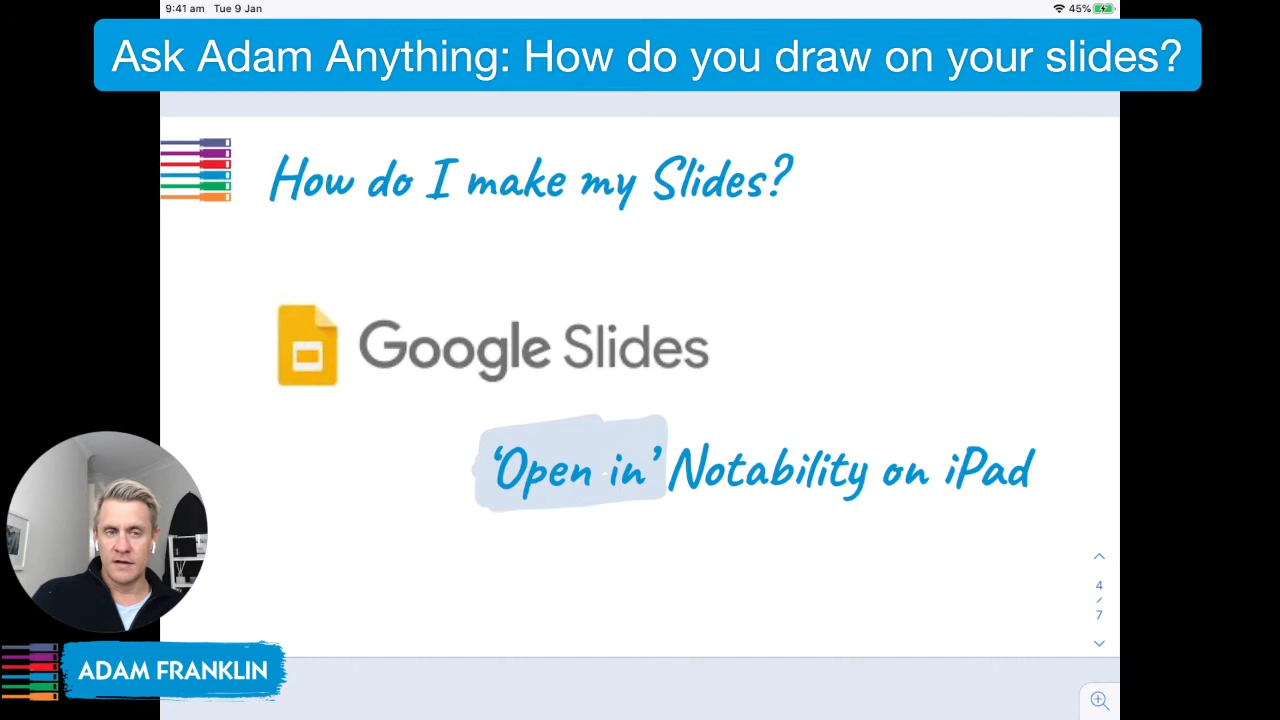 9:41 am Tue 9 Jan 45%
Ask Adam Anything: How do you draw on your slides?
How do I make my Slides?
Google Slides
‘Open in’ Notability on iPad
4
/
7
ADAM FRANKLIN